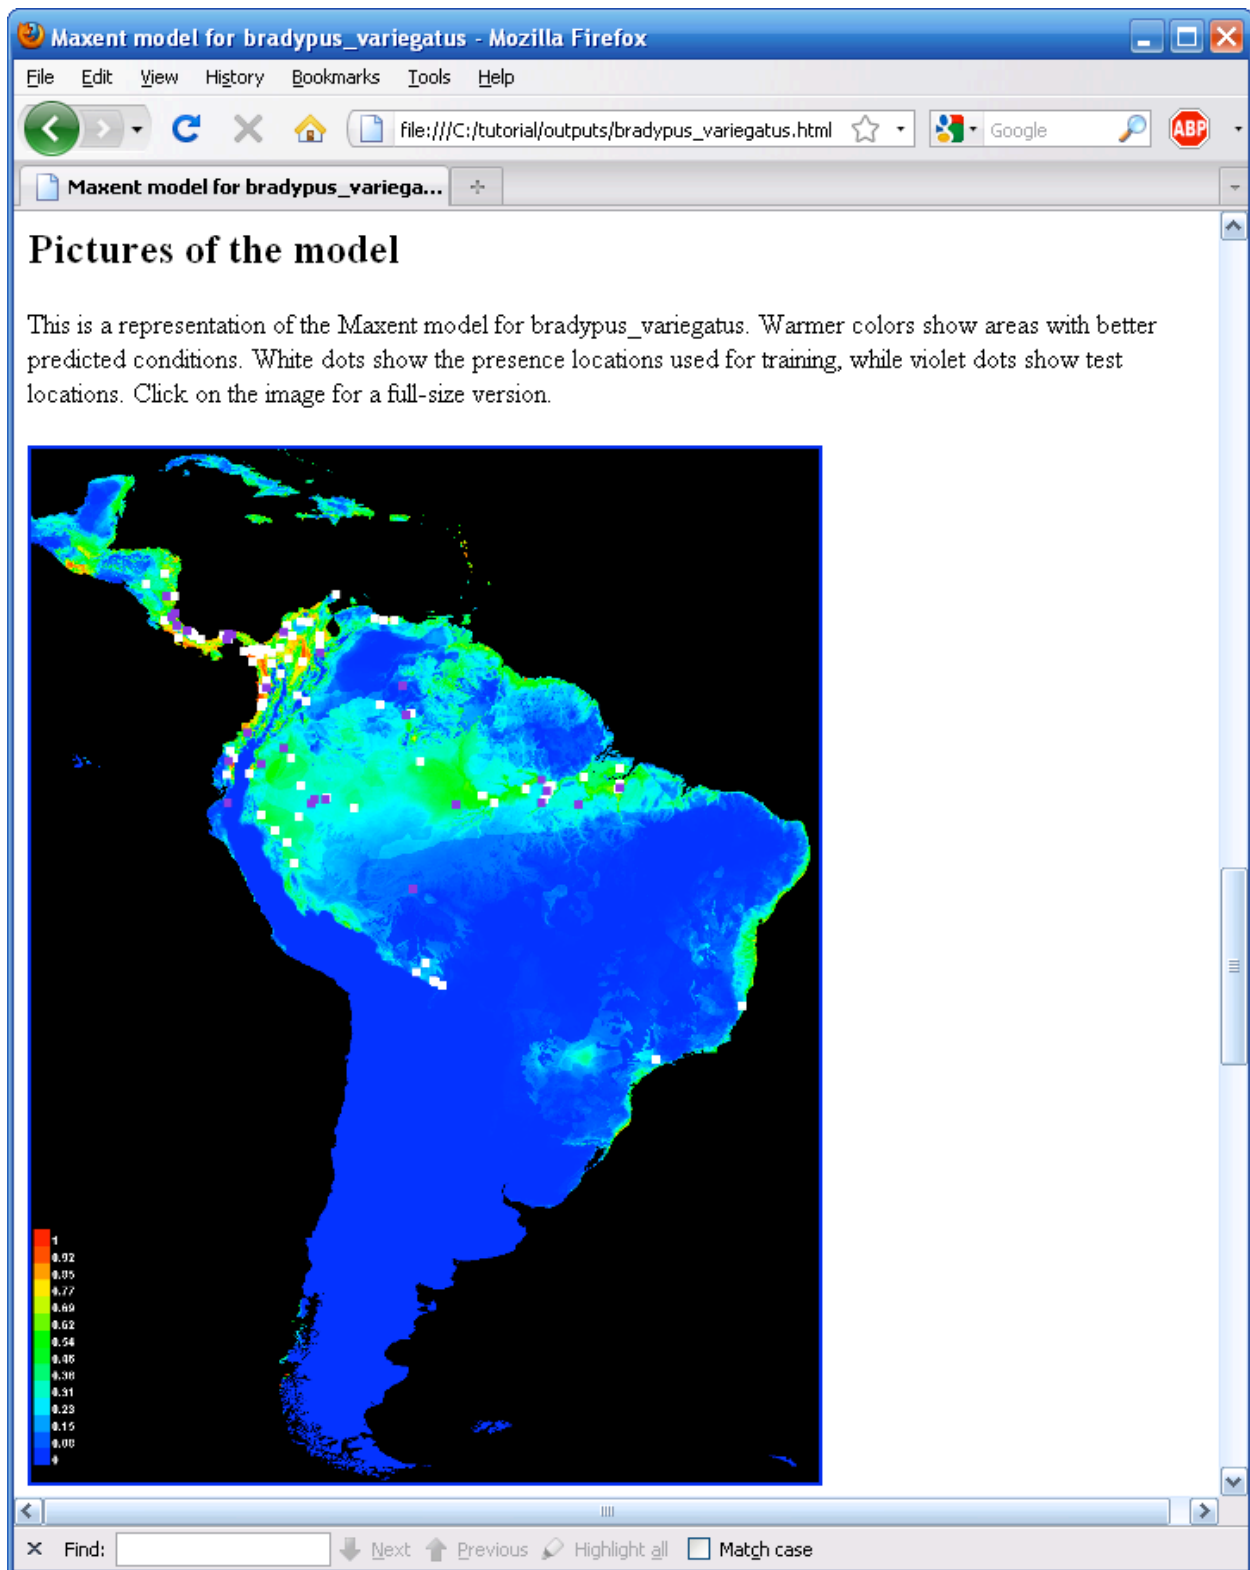 Maxent model for bradypus_variegatus - Mozilla Firefox
File Edit View History Bookmarks Tools Help
file:///C:/tutorial/outputs/bradypus_variegatus.html Google ABP
Maxent model for bradypus_variega...
Pictures of the model
This is a representation of the Maxent model for bradypus_variegatus. Warmer colors show areas with better
predicted conditions. White dots show the presence locations used for training, while violet dots show test
locations. Click on the image for a full-size version.
1
0.92
0.85
0.77
0.69
0.62
0.54
0.46
0.38
0.31
0.23
0.15
0.08
0
Find: Next Previous Highlight all Match case